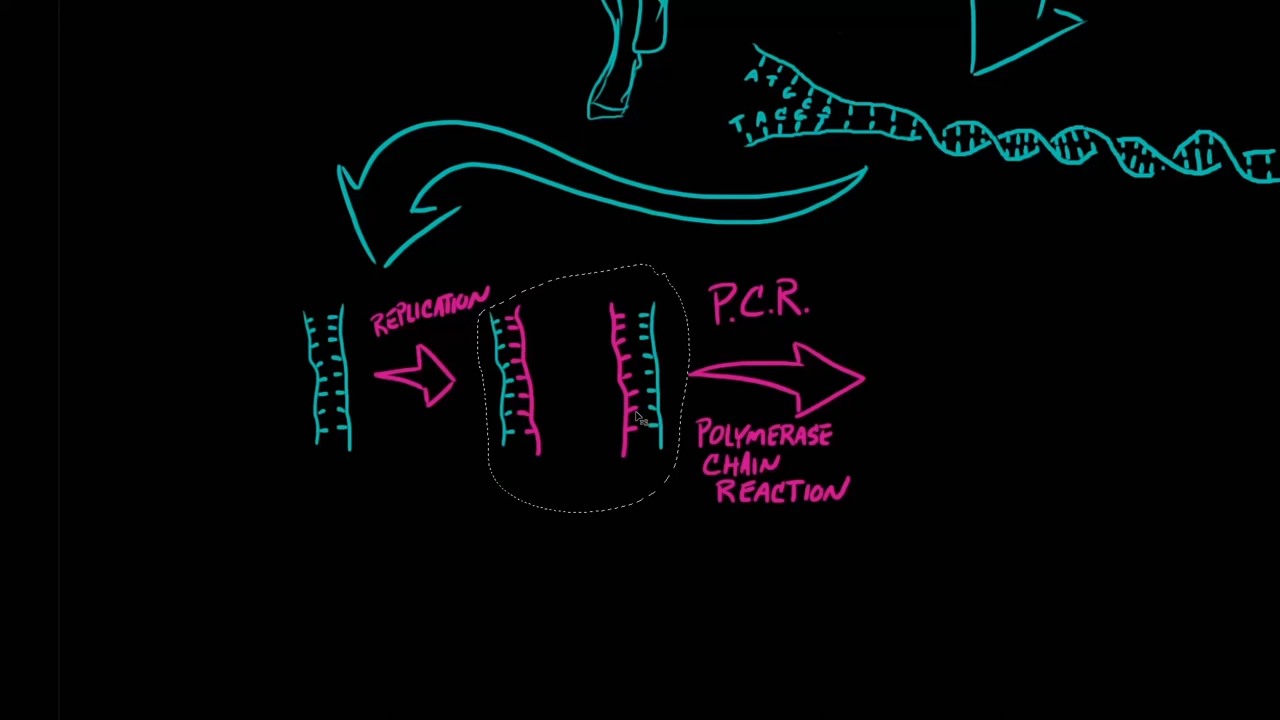 A T G C A
T A C G T
REPLICATION
P.C.R.
POLYMERASE
CHAIN
REACTION